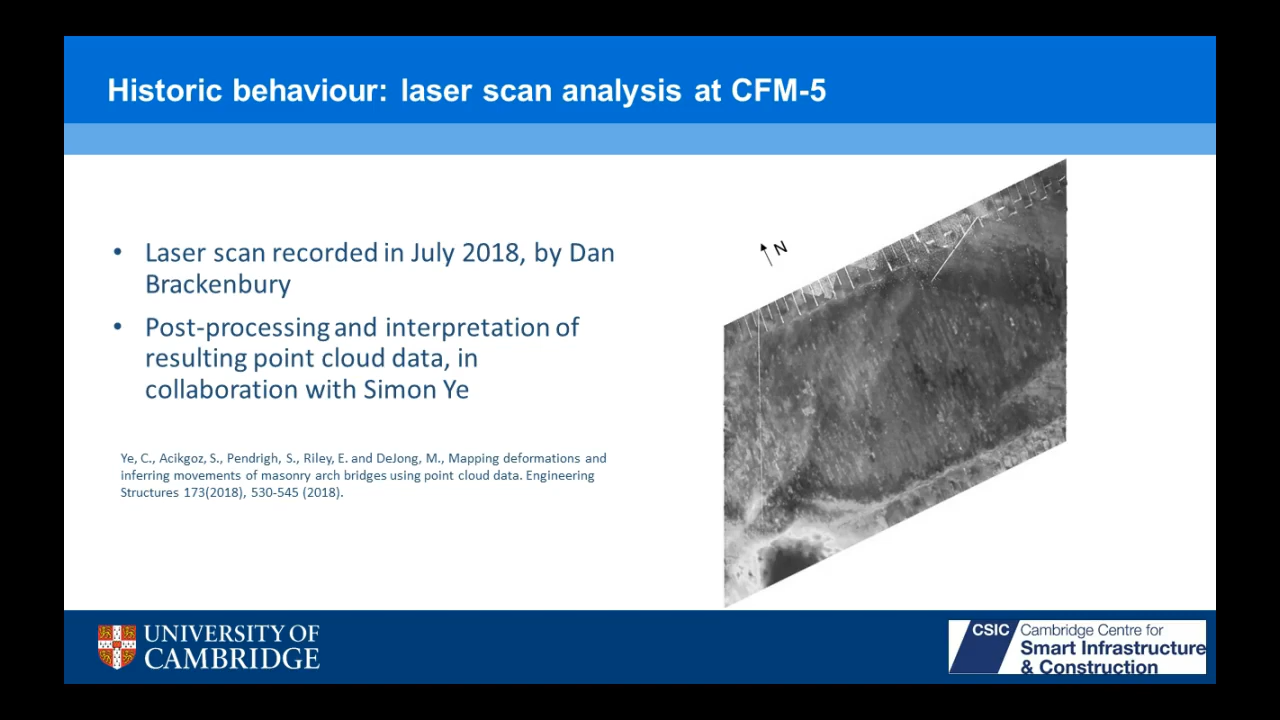 Historic behaviour: laser scan analysis at CFM-5
• Laser scan recorded in July 2018, by Dan
Brackenbury
• Post-processing and interpretation of
resulting point cloud data, in
collaboration with Simon Ye
Ye, C., Acikgoz, S., Pendrigh, S., Riley, E. and DeJong, M., Mapping deformations and
inferring movements of masonry arch bridges using point cloud data. Engineering
Structures 173(2018), 530-545 (2018).
N
UNIVERSITY OF
CAMBRIDGE
CSIC
Cambridge Centre for
Smart Infrastructure
& Construction